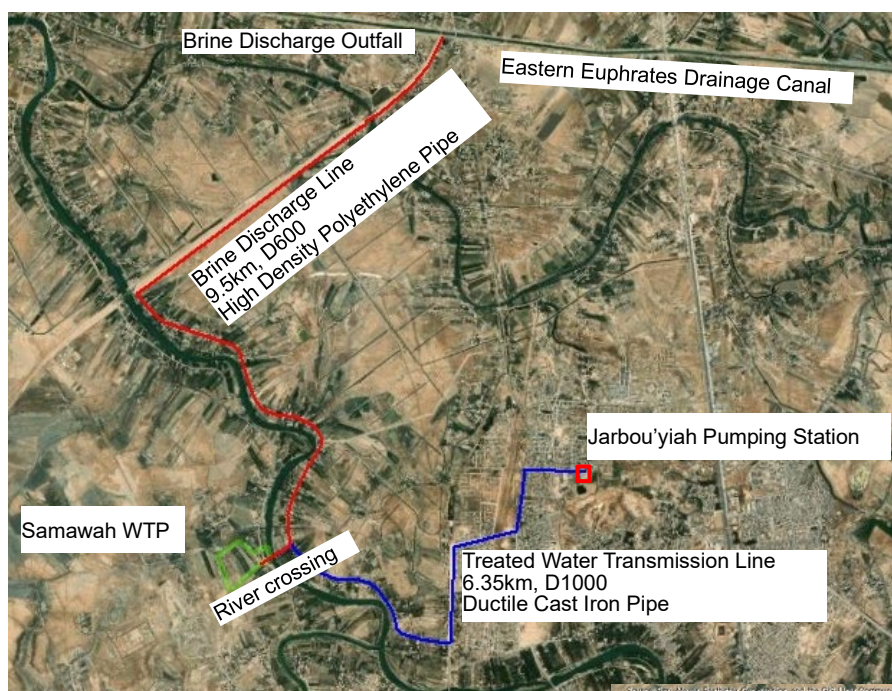 Brine Discharge Outfall
Eastern Euphrates Drainage Canal
Brine Discharge Line
9.5km, D600
High Density Polyethylene Pipe
Jarbou’yiah Pumping Station
Samawah WTP
River crossing
Treated Water Transmission Line
6.35km, D1000
Ductile Cast Iron Pipe